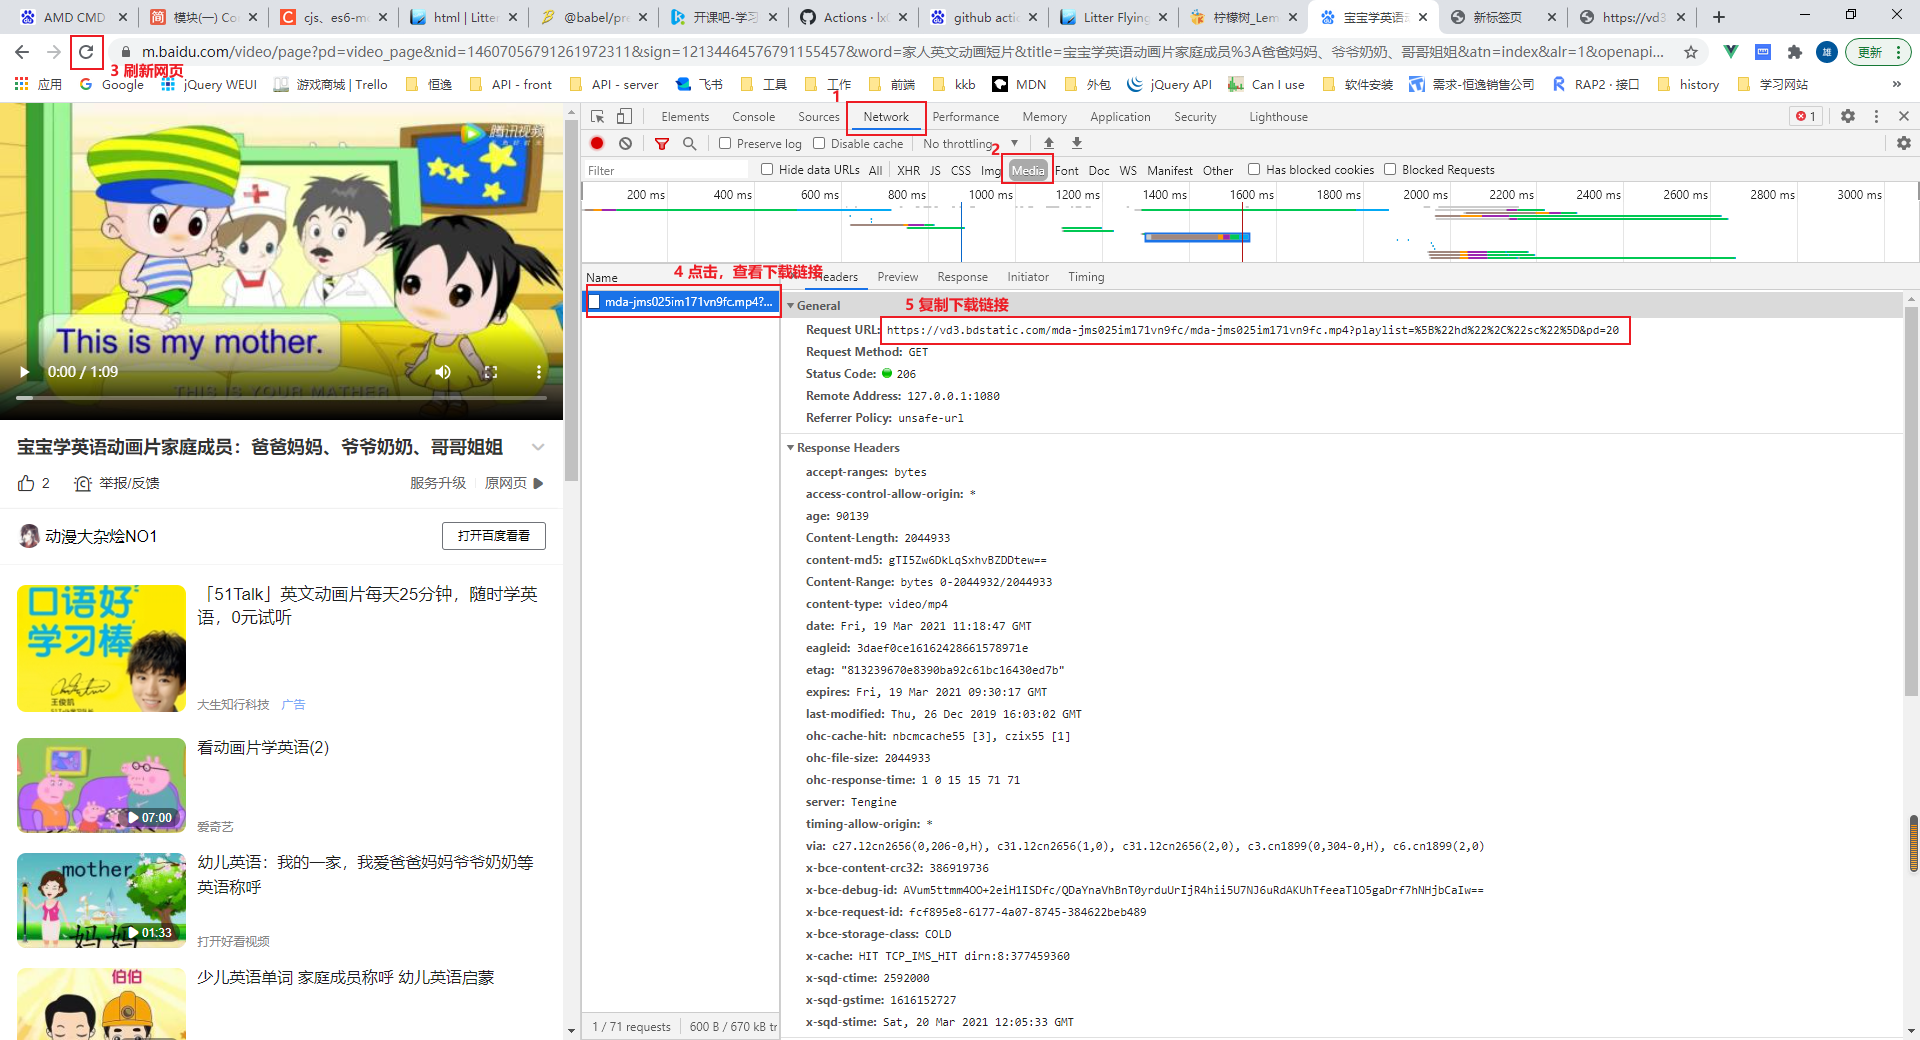 AMD CMD
模块(一) Co
cjs、es6-m
html | Litter
@babel/pre
开课吧-学习
Actions · lx
github acti
Litter Flying
柠檬树_Lem
宝宝学英语动
新标签页
https://vd3
m.baidu.com/video/page?pd=video_page&nid=14607056791261972311&sign=12134464576791155457&word=家人英文动画短片&title=宝宝学英语动画片家庭成员%3A爸爸妈妈、爷爷奶奶、哥哥姐姐&atn=index&alr=1&openapi...
雄
更新
3 刷新网页
应用
Google
jQuery WEUI
游戏商城 | Trello
恒逸
API - front
API - server
飞书
工具
工作
前端
kkb
MDN
外包
jQuery API
Can I use
软件安装
需求-恒逸销售公司
RAP2 · 接口
history
学习网站
»
1
Elements
Console
Sources
Network
Performance
Memory
Application
Security
Lighthouse
1
Preserve log
Disable cache
No throttling
2
Filter
Hide data URLs
All
XHR
JS
CSS
Img
Media
Font
Doc
WS
Manifest
Other
Has blocked cookies
Blocked Requests
200 ms
400 ms
600 ms
800 ms
1000 ms
1200 ms
1400 ms
1600 ms
1800 ms
2000 ms
2200 ms
2400 ms
2600 ms
2800 ms
3000 ms
腾讯视频
This is my mother.
THIS IS YOUR MATHER
0:00 / 1:09
宝宝学英语动画片家庭成员：爸爸妈妈、爷爷奶奶、哥哥姐姐
2
举报/反馈
服务升级
原网页
动漫大杂烩NO1
打开百度看看
口语好
学习棒
王俊凯
「51Talk」英文动画片每天25分钟，随时学英语，0元试听
大生知行科技
广告
07:00
看动画片学英语(2)
爱奇艺
mother
妈妈
01:33
幼儿英语：我的一家，我爱爸爸妈妈爷爷奶奶等英语称呼
打开好看视频
伯伯
少儿英语单词 家庭成员称呼 幼儿英语启蒙
Name
4 点击，查看下载链接
mda-jms025im171vn9fc.mp4?...
1 / 71 requests
600 B / 670 kB tr
Headers
Preview
Response
Initiator
Timing
General
5 复制下载链接
Request URL: https://vd3.bdstatic.com/mda-jms025im171vn9fc/mda-jms025im171vn9fc.mp4?playlist=%5B%22hd%22%2C%22sc%22%5D&pd=20
Request Method: GET
Status Code: 206
Remote Address: 127.0.0.1:1080
Referrer Policy: unsafe-url
Response Headers
accept-ranges: bytes
access-control-allow-origin: *
age: 90139
Content-Length: 2044933
content-md5: gTI5Zw6DkLqSxhvBZDDtew==
Content-Range: bytes 0-2044932/2044933
content-type: video/mp4
date: Fri, 19 Mar 2021 11:18:47 GMT
eagleid: 3daef0ce16162428661578971e
etag: "813239670e8390ba92c61bc16430ed7b"
expires: Fri, 19 Mar 2021 09:30:17 GMT
last-modified: Thu, 26 Dec 2019 16:03:02 GMT
ohc-cache-hit: nbcmcache55 [3], czix55 [1]
ohc-file-size: 2044933
ohc-response-time: 1 0 15 15 71 71
server: Tengine
timing-allow-origin: *
via: c27.l2cn2656(0,206-0,H), c31.l2cn2656(1,0), c31.l2cn2656(2,0), c3.cn1899(0,304-0,H), c6.cn1899(2,0)
x-bce-content-crc32: 386919736
x-bce-debug-id: AVum5ttmm4OO+2eiH1ISDfc/QDaYnaVhBnT0yrduUrIjR4hii5U7NJ6uRdAKUhTfeeaTlO5gaDrf7hNHjbCaIw==
x-bce-request-id: fcf895e8-6177-4a07-8745-384622beb489
x-bce-storage-class: COLD
x-cache: HIT TCP_IMS_HIT dirn:8:377459360
x-sqd-ctime: 2592000
x-sqd-gstime: 1616152727
x-sqd-stime: Sat, 20 Mar 2021 12:05:33 GMT